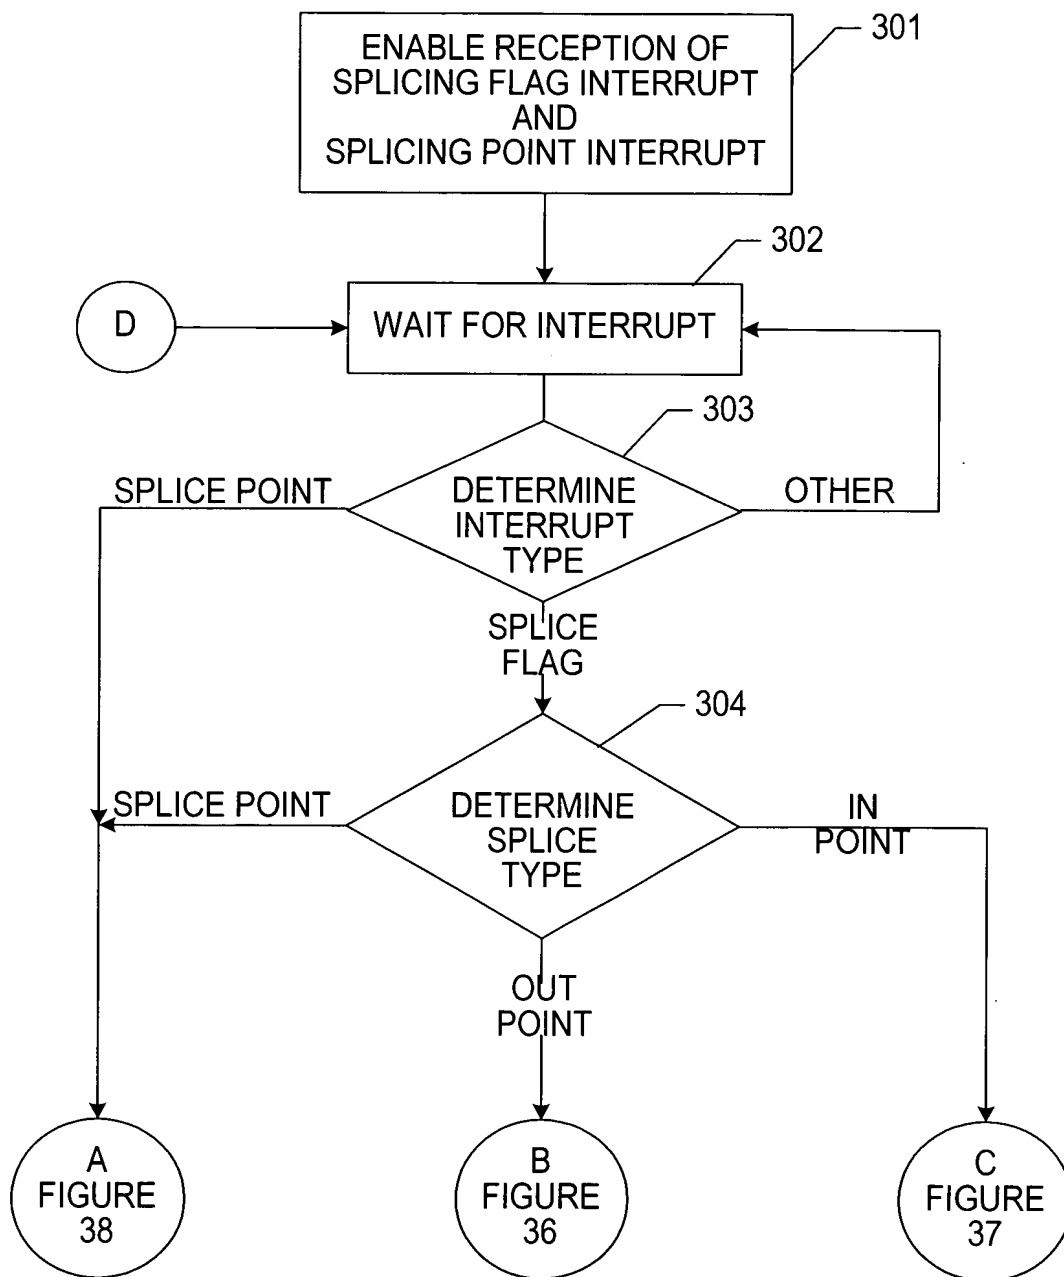 ENABLE RECEPTION OF
SPLICING FLAG INTERRUPT
AND
SPLICING POINT INTERRUPT
301
302
D
WAIT FOR INTERRUPT
303
SPLICE POINT
DETERMINE
INTERRUPT
TYPE
OTHER
SPLICE
FLAG
304
SPLICE POINT
DETERMINE
SPLICE
TYPE
IN
POINT
OUT
POINT
A
FIGURE
38
B
FIGURE
36
C
FIGURE
37